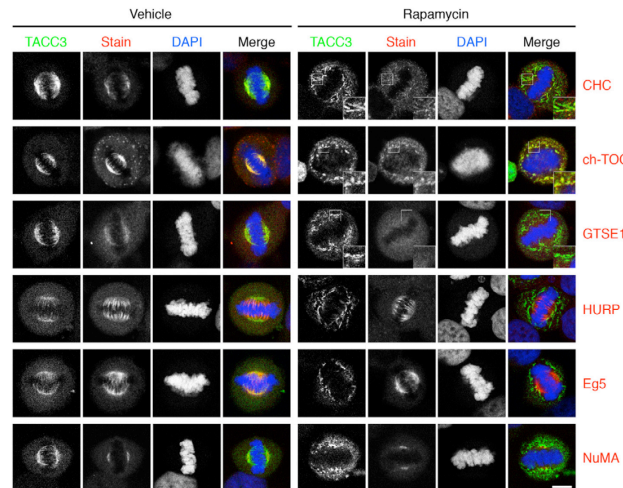 Vehicle Rapamycin
TACC3 Stain DAPI Merge TACC3 Stain DAPI Merge
CHC
ch-TOG
GTSE1
HURP
Eg5
NuMA